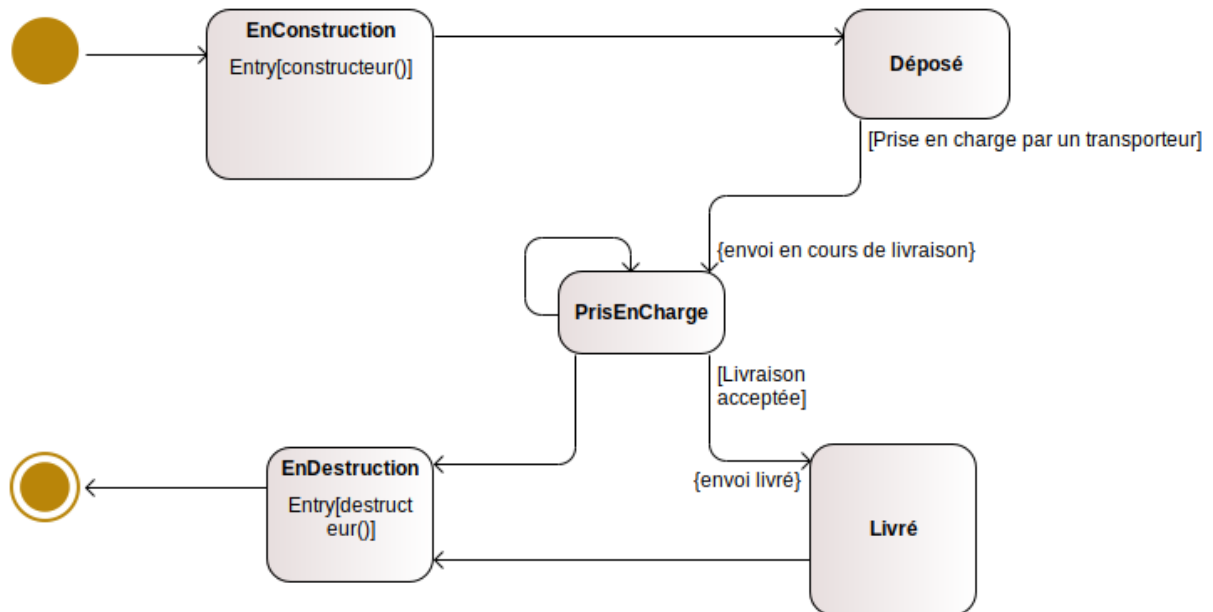 EnConstruction
Entry[constructeur()]
Déposé
[Prise en charge par un transporteur]
{envoi en cours de livraison}
PrisEnCharge
[Livraison
acceptée]
EnDestruction
Entry[destruct
eur()]
{envoi livré}
Livré